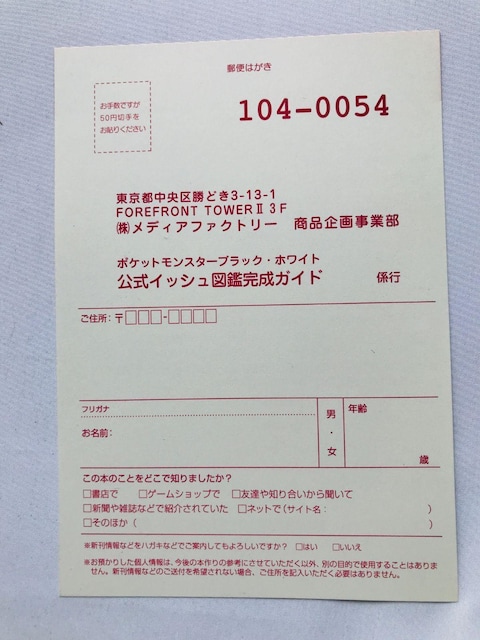 郵便はがき
お手数ですが
50円切手を
お貼りください
104-0054
東京都中央区勝どき3-13-1
FOREFRONT TOWERⅡ 3F
㈱メディアファクトリー 商品企画事業部
ポケットモンスターブラック・ホワイト
公式イッシュ図鑑完成ガイド 係行
ご住所：〒□□□-□□□□
フリガナ
お名前：
男・女
年齢
歳
この本のことをどこで知りましたか？
□書店で □ゲームショップで □友達や知り合いから聞いて
□新聞や雑誌などで紹介されていた □ネットで（サイト名： ）
□そのほか（ ）
※新刊情報などをハガキなどでご案内してもよろしいですか？ □はい □いいえ
※お預かりした個人情報は、今後の本作りの参考にさせていただく以外、別の目的で使用することはありま
せん。新刊情報などのご送付を希望されない場合、ご住所を記入いただく必要はありません。